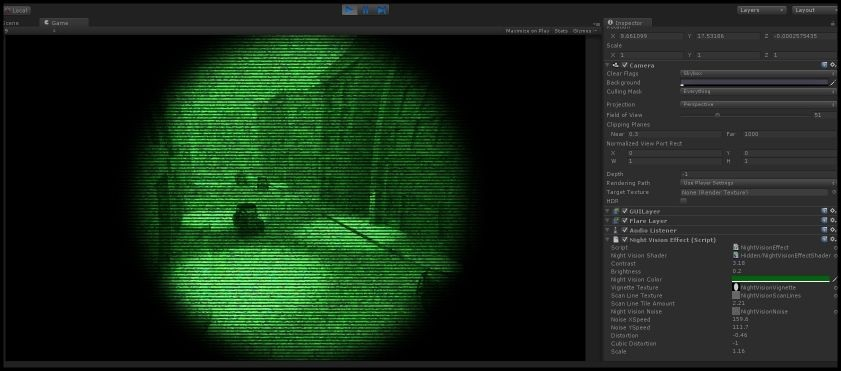 Local
Layers
Layout
Scene
Game
Inspector
Maximize on Play Stats Gizmos
Rotation
X 9.661099 Y 17.53186 Z -0.0002575435
Scale
X 1 Y 1 Z 1
Camera
Clear Flags Skybox
Background
Culling Mask Everything
Projection Perspective
Field of View 51
Clipping Planes
Near 0.3 Far 1000
Normalized View Port Rect
X 0 Y 0
W 1 H 1
Depth -1
Rendering Path Use Player Settings
Target Texture None (Render Texture)
HDR
GUILayer
Flare Layer
Audio Listener
Night Vision Effect (Script)
Script NightVisionEffect
Night Vision Shader Hidden/NightVisionEffectShader
Contrast 3.18
Brightness 0.2
Night Vision Color
Vignette Texture NightVisionVignette
Scan Line Texture NightVisionScanLines
Scan Line Tile Amount 2.21
Night Vision Noise NightVisionNoise
Noise XSpeed 159.6
Noise YSpeed 111.7
Distortion -0.46
Cubic Distortion -1
Scale 1.16